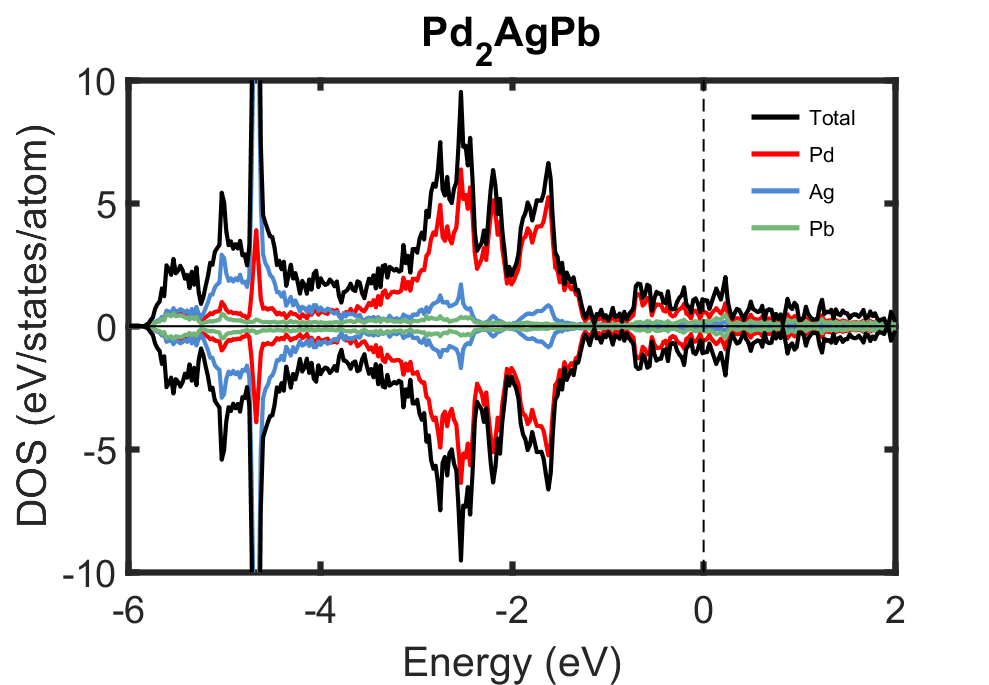 Pd2AgPb
10
5
0
-5
-10
DOS (eV/states/atom)
Total
Pd
Ag
Pb
-6 -4 -2 0 2
Energy (eV)